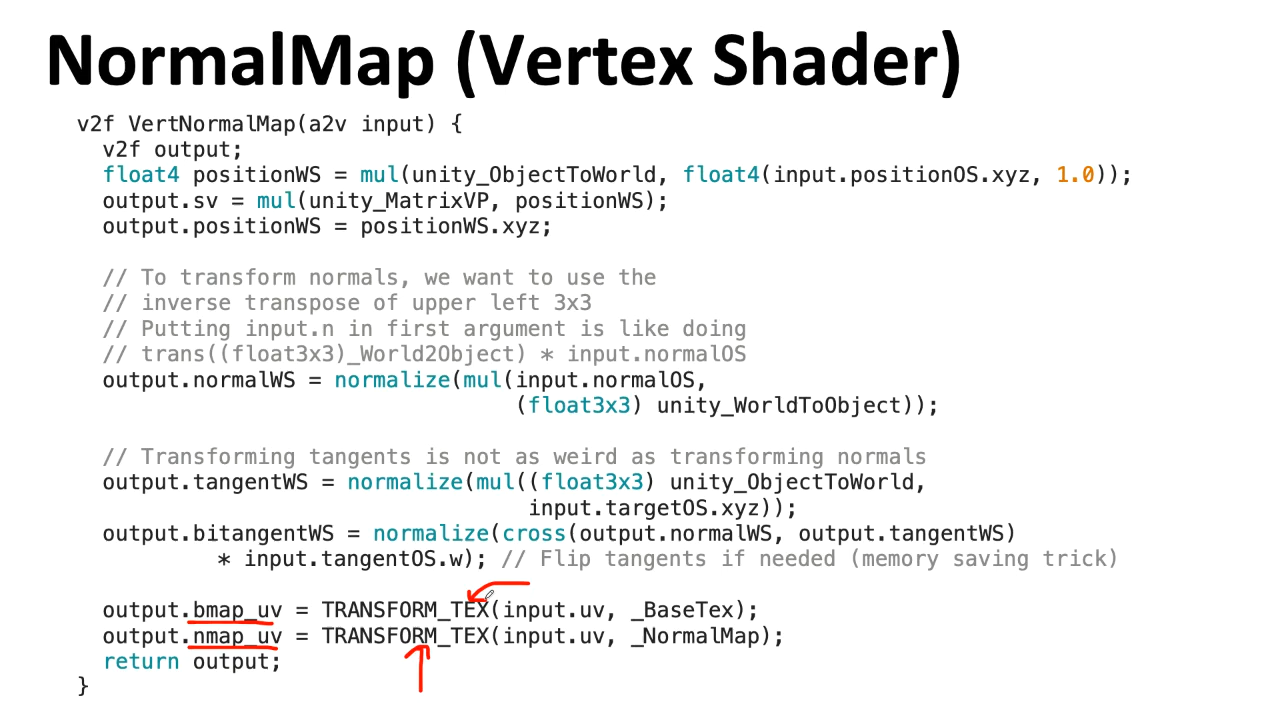 NormalMap (Vertex Shader)
v2f VertNormalMap(a2v input) {
v2f output;
float4 positionWS = mul(unity_ObjectToWorld, float4(input.positionOS.xyz, 1.0));
output.sv = mul(unity_MatrixVP, positionWS);
output.positionWS = positionWS.xyz;
// To transform normals, we want to use the
// inverse transpose of upper left 3x3
// Putting input.n in first argument is like doing
// trans((float3x3)_World2Object) * input.normalOS
output.normalWS = normalize(mul(input.normalOS,
(float3x3) unity_WorldToObject));
// Transforming tangents is not as weird as transforming normals
output.tangentWS = normalize(mul((float3x3) unity_ObjectToWorld,
input.targetOS.xyz));
output.bitangentWS = normalize(cross(output.normalWS, output.tangentWS)
* input.tangentOS.w); // Flip tangents if needed (memory saving trick)
output.bmap_uv = TRANSFORM_TEX(input.uv, _BaseTex);
output.nmap_uv = TRANSFORM_TEX(input.uv, _NormalMap);
return output;
}